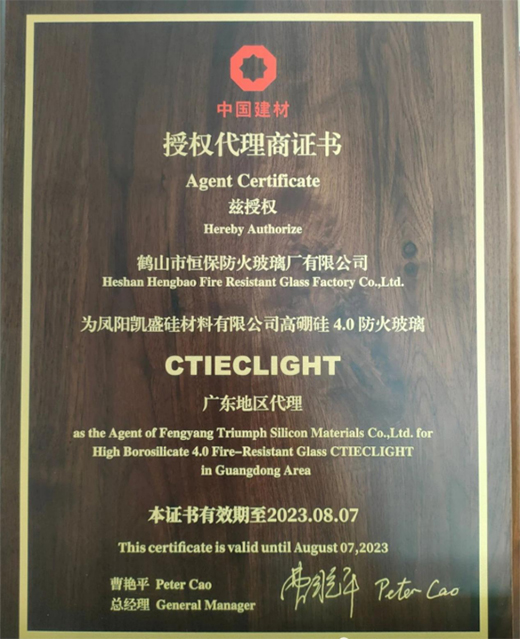 中国建材
授权代理商证书
Agent Certificate
兹授权
Hereby Authorize
鹤山市恒保防火玻璃厂有限公司
Heshan Hengbao Fire Resistant Glass Factory Co.,Ltd.
为凤阳凯盛硅材料有限公司高硼硅 4.0 防火玻璃
CTIECLIGHT
广东地区代理
as the Agent of Fengyang Triumph Silicon Materials Co.,Ltd. for
High Borosilicate 4.0 Fire-Resistant Glass CTIECLIGHT
in Guangdong Area
本证书有效期至2023.08.07
This certificate is valid until August 07,2023
曹艳平 Peter Cao
总经理 General Manager
曹艳平 Peter Cao